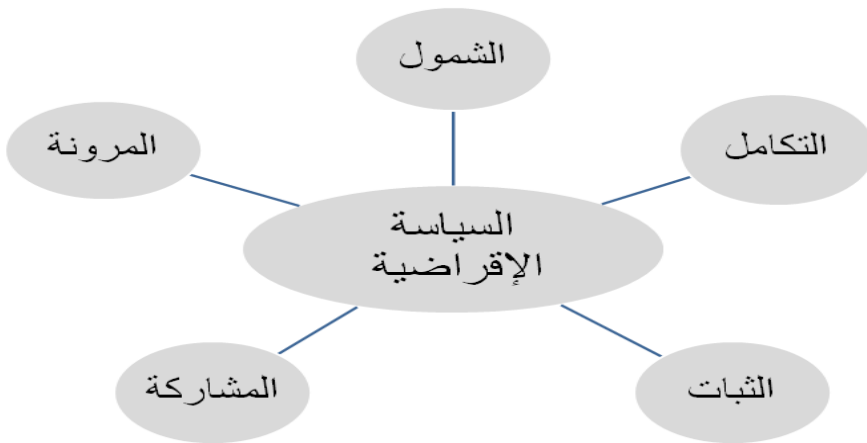 الشمول
التكامل
المرونة
السياسة
الإقراضية
الثبات
المشاركة